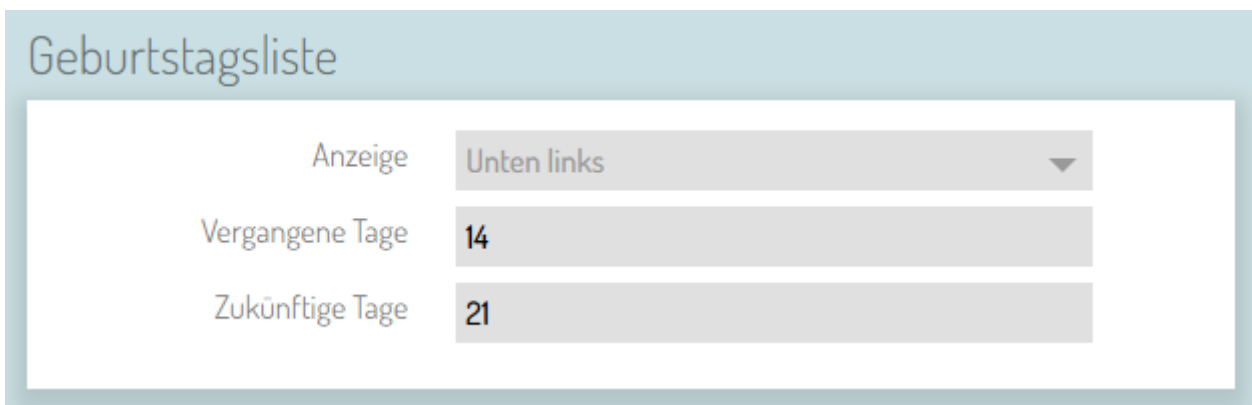 Geburtstagsliste
Anzeige Unten links
Vergangene Tage 14
Zukünftige Tage 21